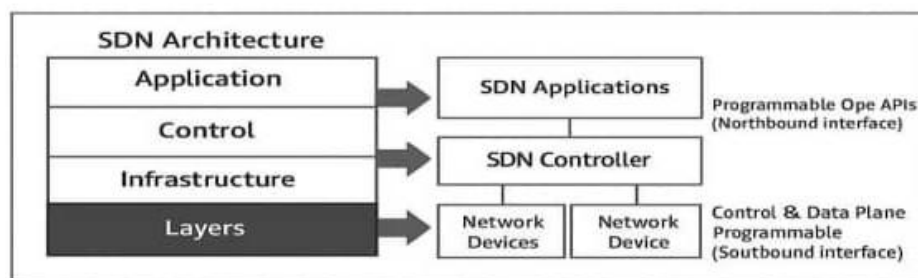 SDN Architecture
Application
Control
Infrastructure
Layers
SDN Applications
SDN Controller
Network
Devices
Network
Device
Programmable Ope APIs
(Northbound interface)
Control & Data Plane
Programmable
(Soutbound interface)